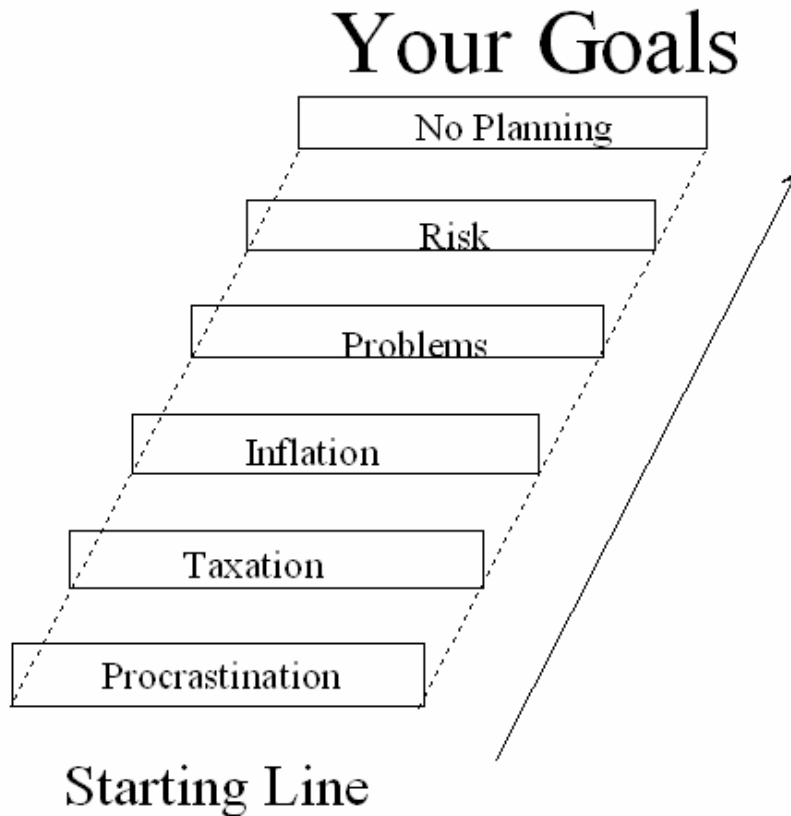 Your Goals
No Planning
Risk
Problems
Inflation
Taxation
Procrastination
Starting Line